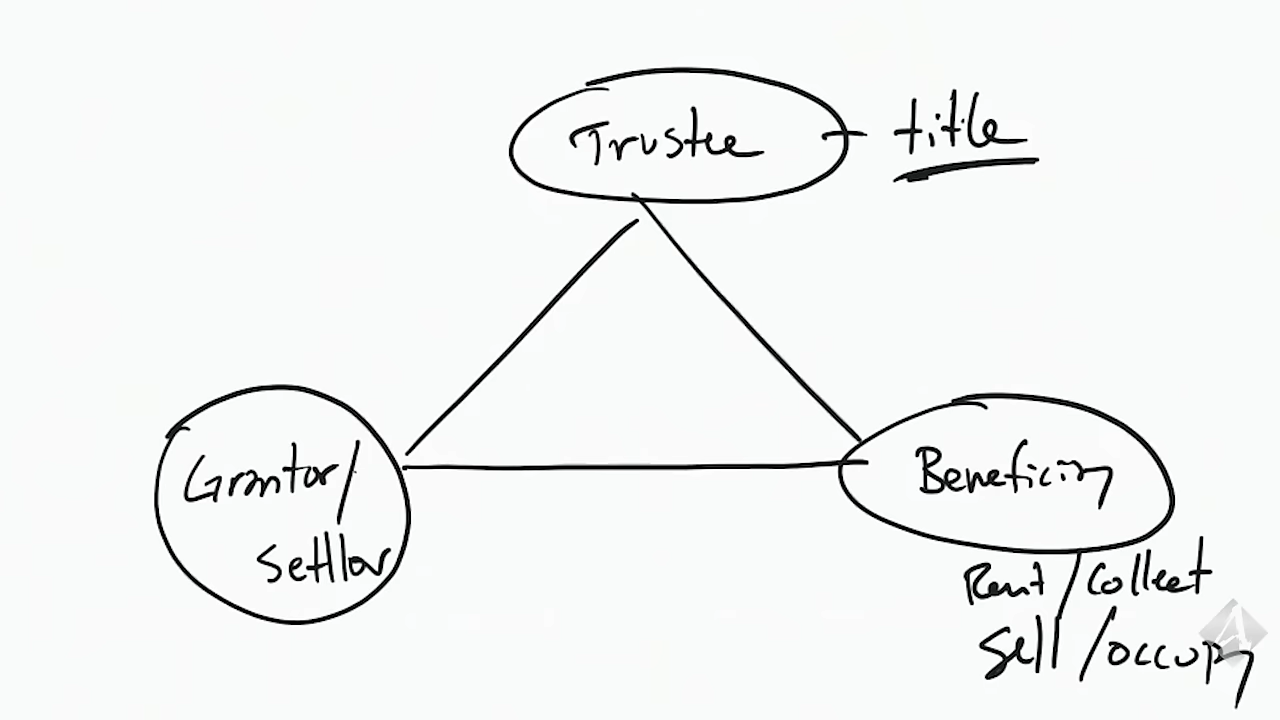 Trustee
title
Grantor/
Settlor
Beneficiary
Rent/collect
Sell/occupy